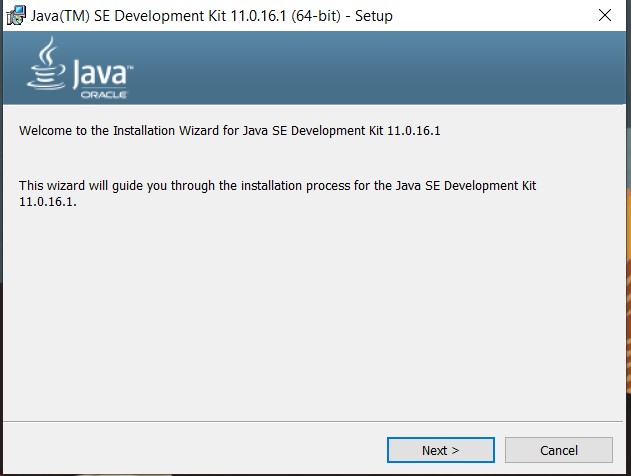 Java(TM) SE Development Kit 11.0.16.1 (64-bit) - Setup
Java™
ORACLE
Welcome to the Installation Wizard for Java SE Development Kit 11.0.16.1
This wizard will guide you through the installation process for the Java SE Development Kit
11.0.16.1.
Next >
Cancel